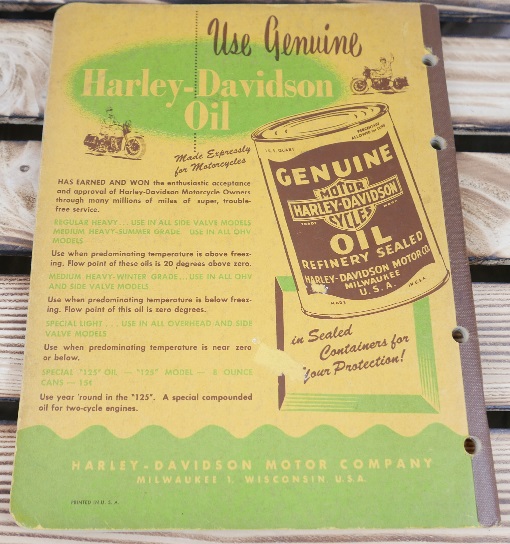 Use Genuine
Harley-Davidson
Oil
Made Expressly
for Motorcycles
HAS EARNED AND WON the enthusiastic acceptance
and approval of Harley-Davidson Motorcycle Owners
through many millions of miles of super, trouble-
free service.
REGULAR HEAVY... USE IN ALL SIDE VALVE MODELS
MEDIUM HEAVY-SUMMER GRADE. USE IN ALL OHV
MODELS
Use when predominating temperature is above freez-
ing. Flow point of these oils is 20 degrees above zero.
MEDIUM HEAVY-WINTER GRADE... USE IN ALL OHV
AND SIDE VALVE MODELS
Use when predominating temperature is below freez-
ing. Flow point of this oil is zero degrees.
SPECIAL LIGHT... USE IN ALL OVERHEAD AND SIDE
VALVE MODELS
Use when predominating temperature is near zero
or below.
SPECIAL "125" OIL — "125" MODEL — 8 OUNCE
CANS — 15¢
Use year 'round in the "125". A special compounded
oil for two-cycle engines.
1 U.S. QUART
GENUINE
MOTOR
HARLEY-DAVIDSON
CYCLES
TRADE MARK
OIL
REFINERY SEALED
HARLEY-DAVIDSON MOTOR CO.
MILWAUKEE
U.S.A.
MADE IN U.S.A.
in Sealed
Containers for
Your Protection!
HARLEY-DAVIDSON MOTOR COMPANY
MILWAUKEE 1, WISCONSIN U.S.A.
PRINTED IN U. S. A.